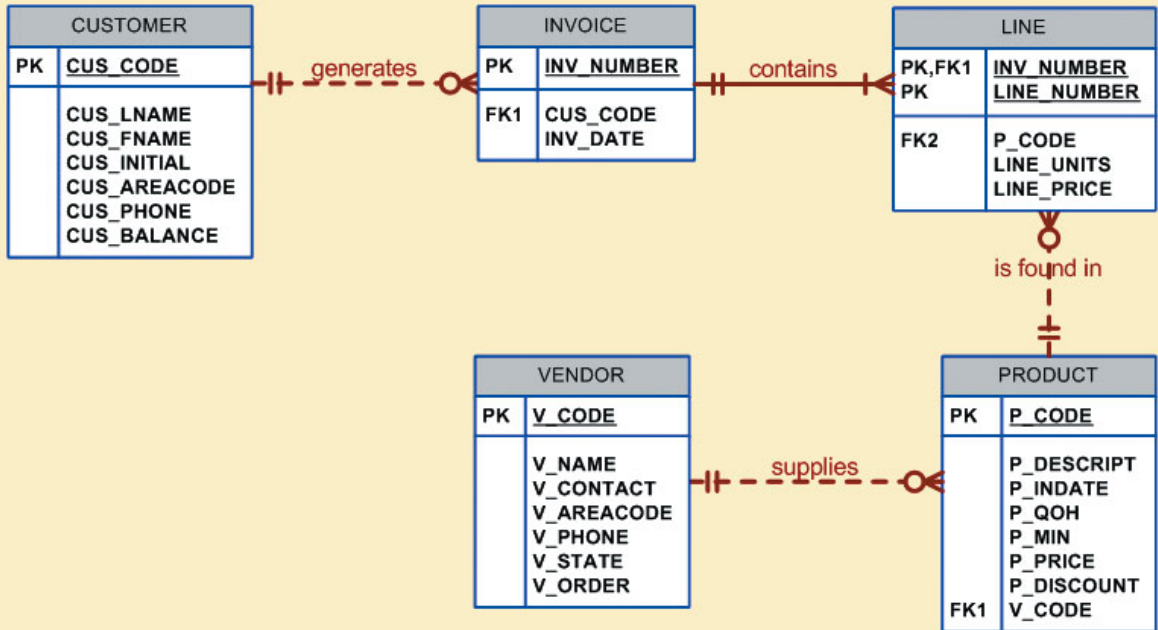 CUSTOMER
PK CUS_CODE
CUS_LNAME
CUS_FNAME
CUS_INITIAL
CUS_AREACODE
CUS_PHONE
CUS_BALANCE
generates
INVOICE
PK INV_NUMBER
FK1 CUS_CODE
INV_DATE
contains
LINE
PK,FK1 INV_NUMBER
PK LINE_NUMBER
FK2 P_CODE
LINE_UNITS
LINE_PRICE
is found in
VENDOR
PK V_CODE
V_NAME
V_CONTACT
V_AREACODE
V_PHONE
V_STATE
V_ORDER
supplies
PRODUCT
PK P_CODE
P_DESCRIPT
P_INDATE
P_QOH
P_MIN
P_PRICE
P_DISCOUNT
FK1 V_CODE